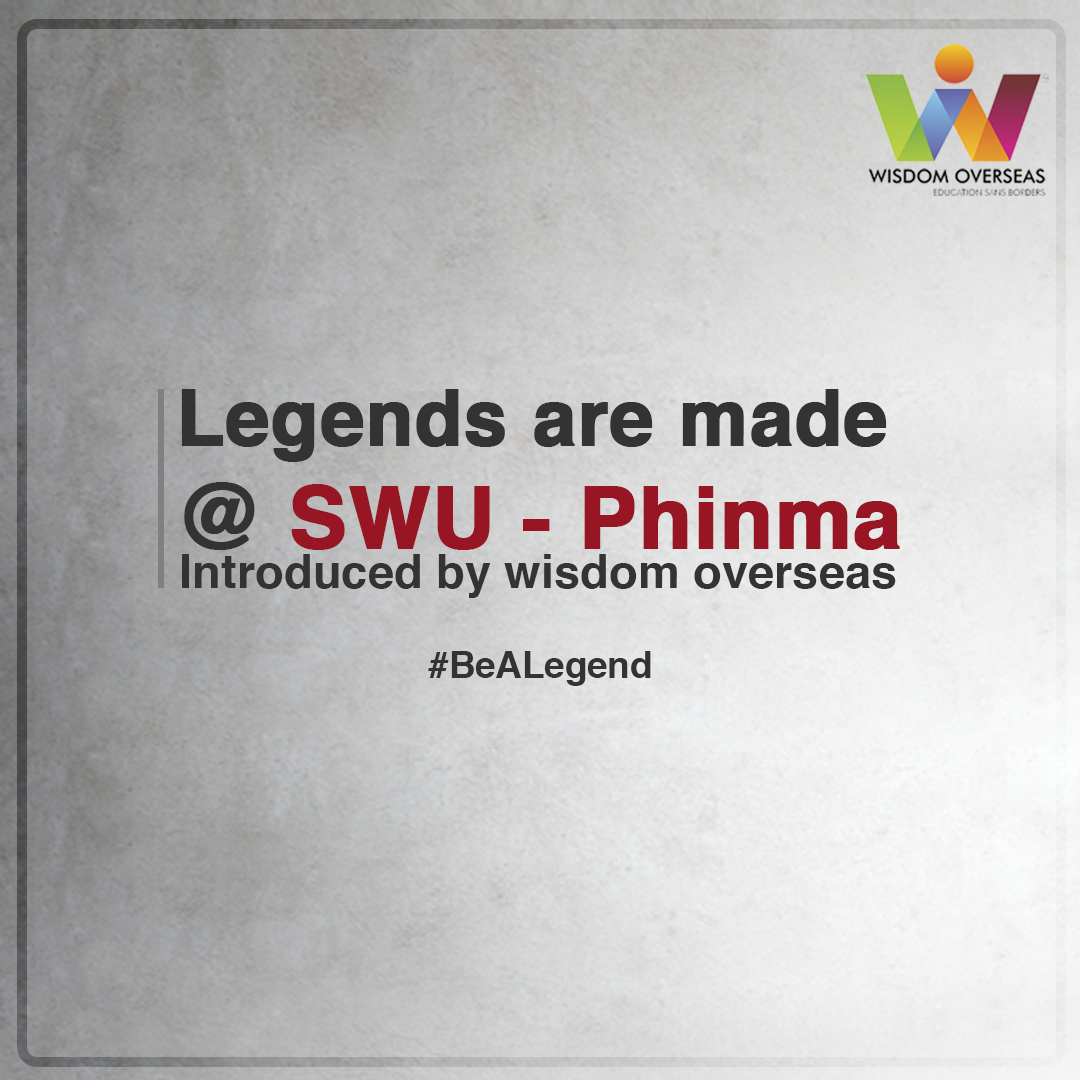 WISDOM OVERSEAS
EDUCATION SANS BORDERS
Legends are made
@ SWU - Phinma
Introduced by wisdom overseas
#BeALegend